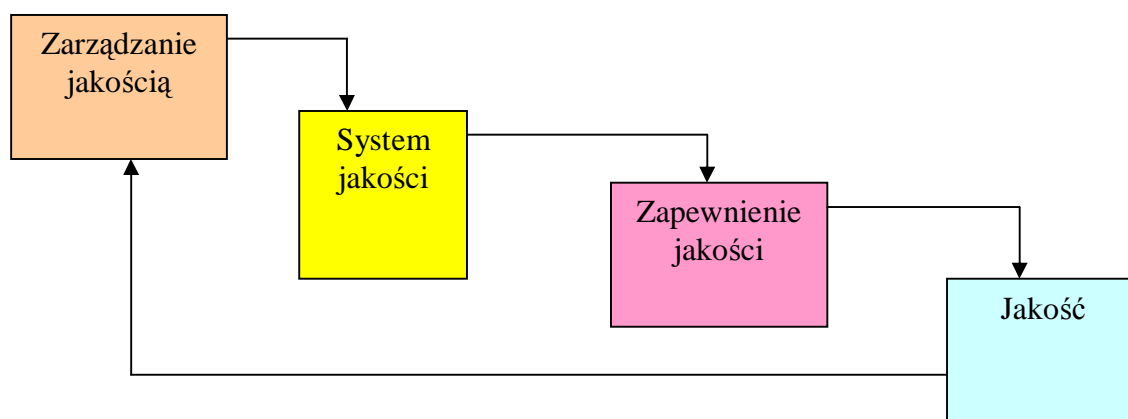 Zarządzanie
jakością
System
jakości
Zapewnienie
jakości
Jakość